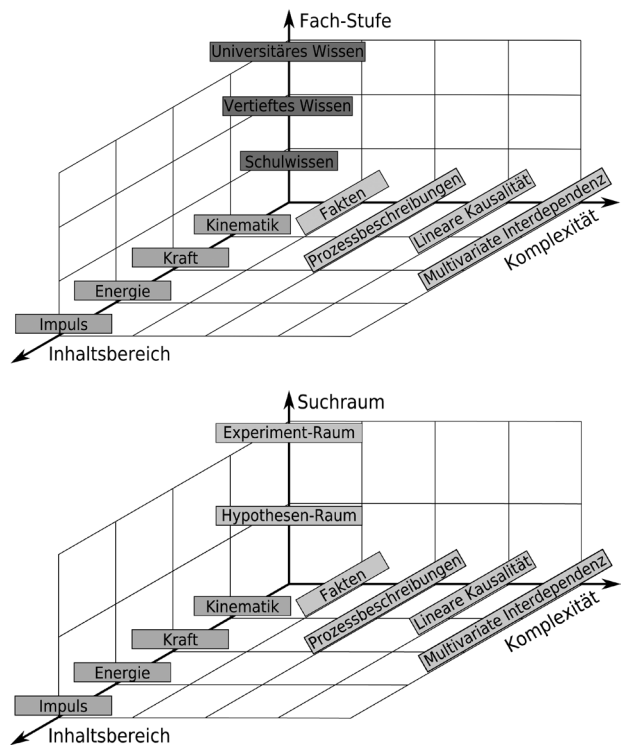 Fach-Stufe
Universitäres Wissen
Vertieftes Wissen
Schulwissen
Fakten
Prozessbeschreibungen
Lineare Kausalität
Multivariate Interdependenz
Komplexität
Kinematik
Kraft
Energie
Impuls
Inhaltsbereich
Suchraum
Experiment-Raum
Hypothesen-Raum
Fakten
Prozessbeschreibungen
Lineare Kausalität
Multivariate Interdependenz
Komplexität
Kinematik
Kraft
Energie
Impuls
Inhaltsbereich